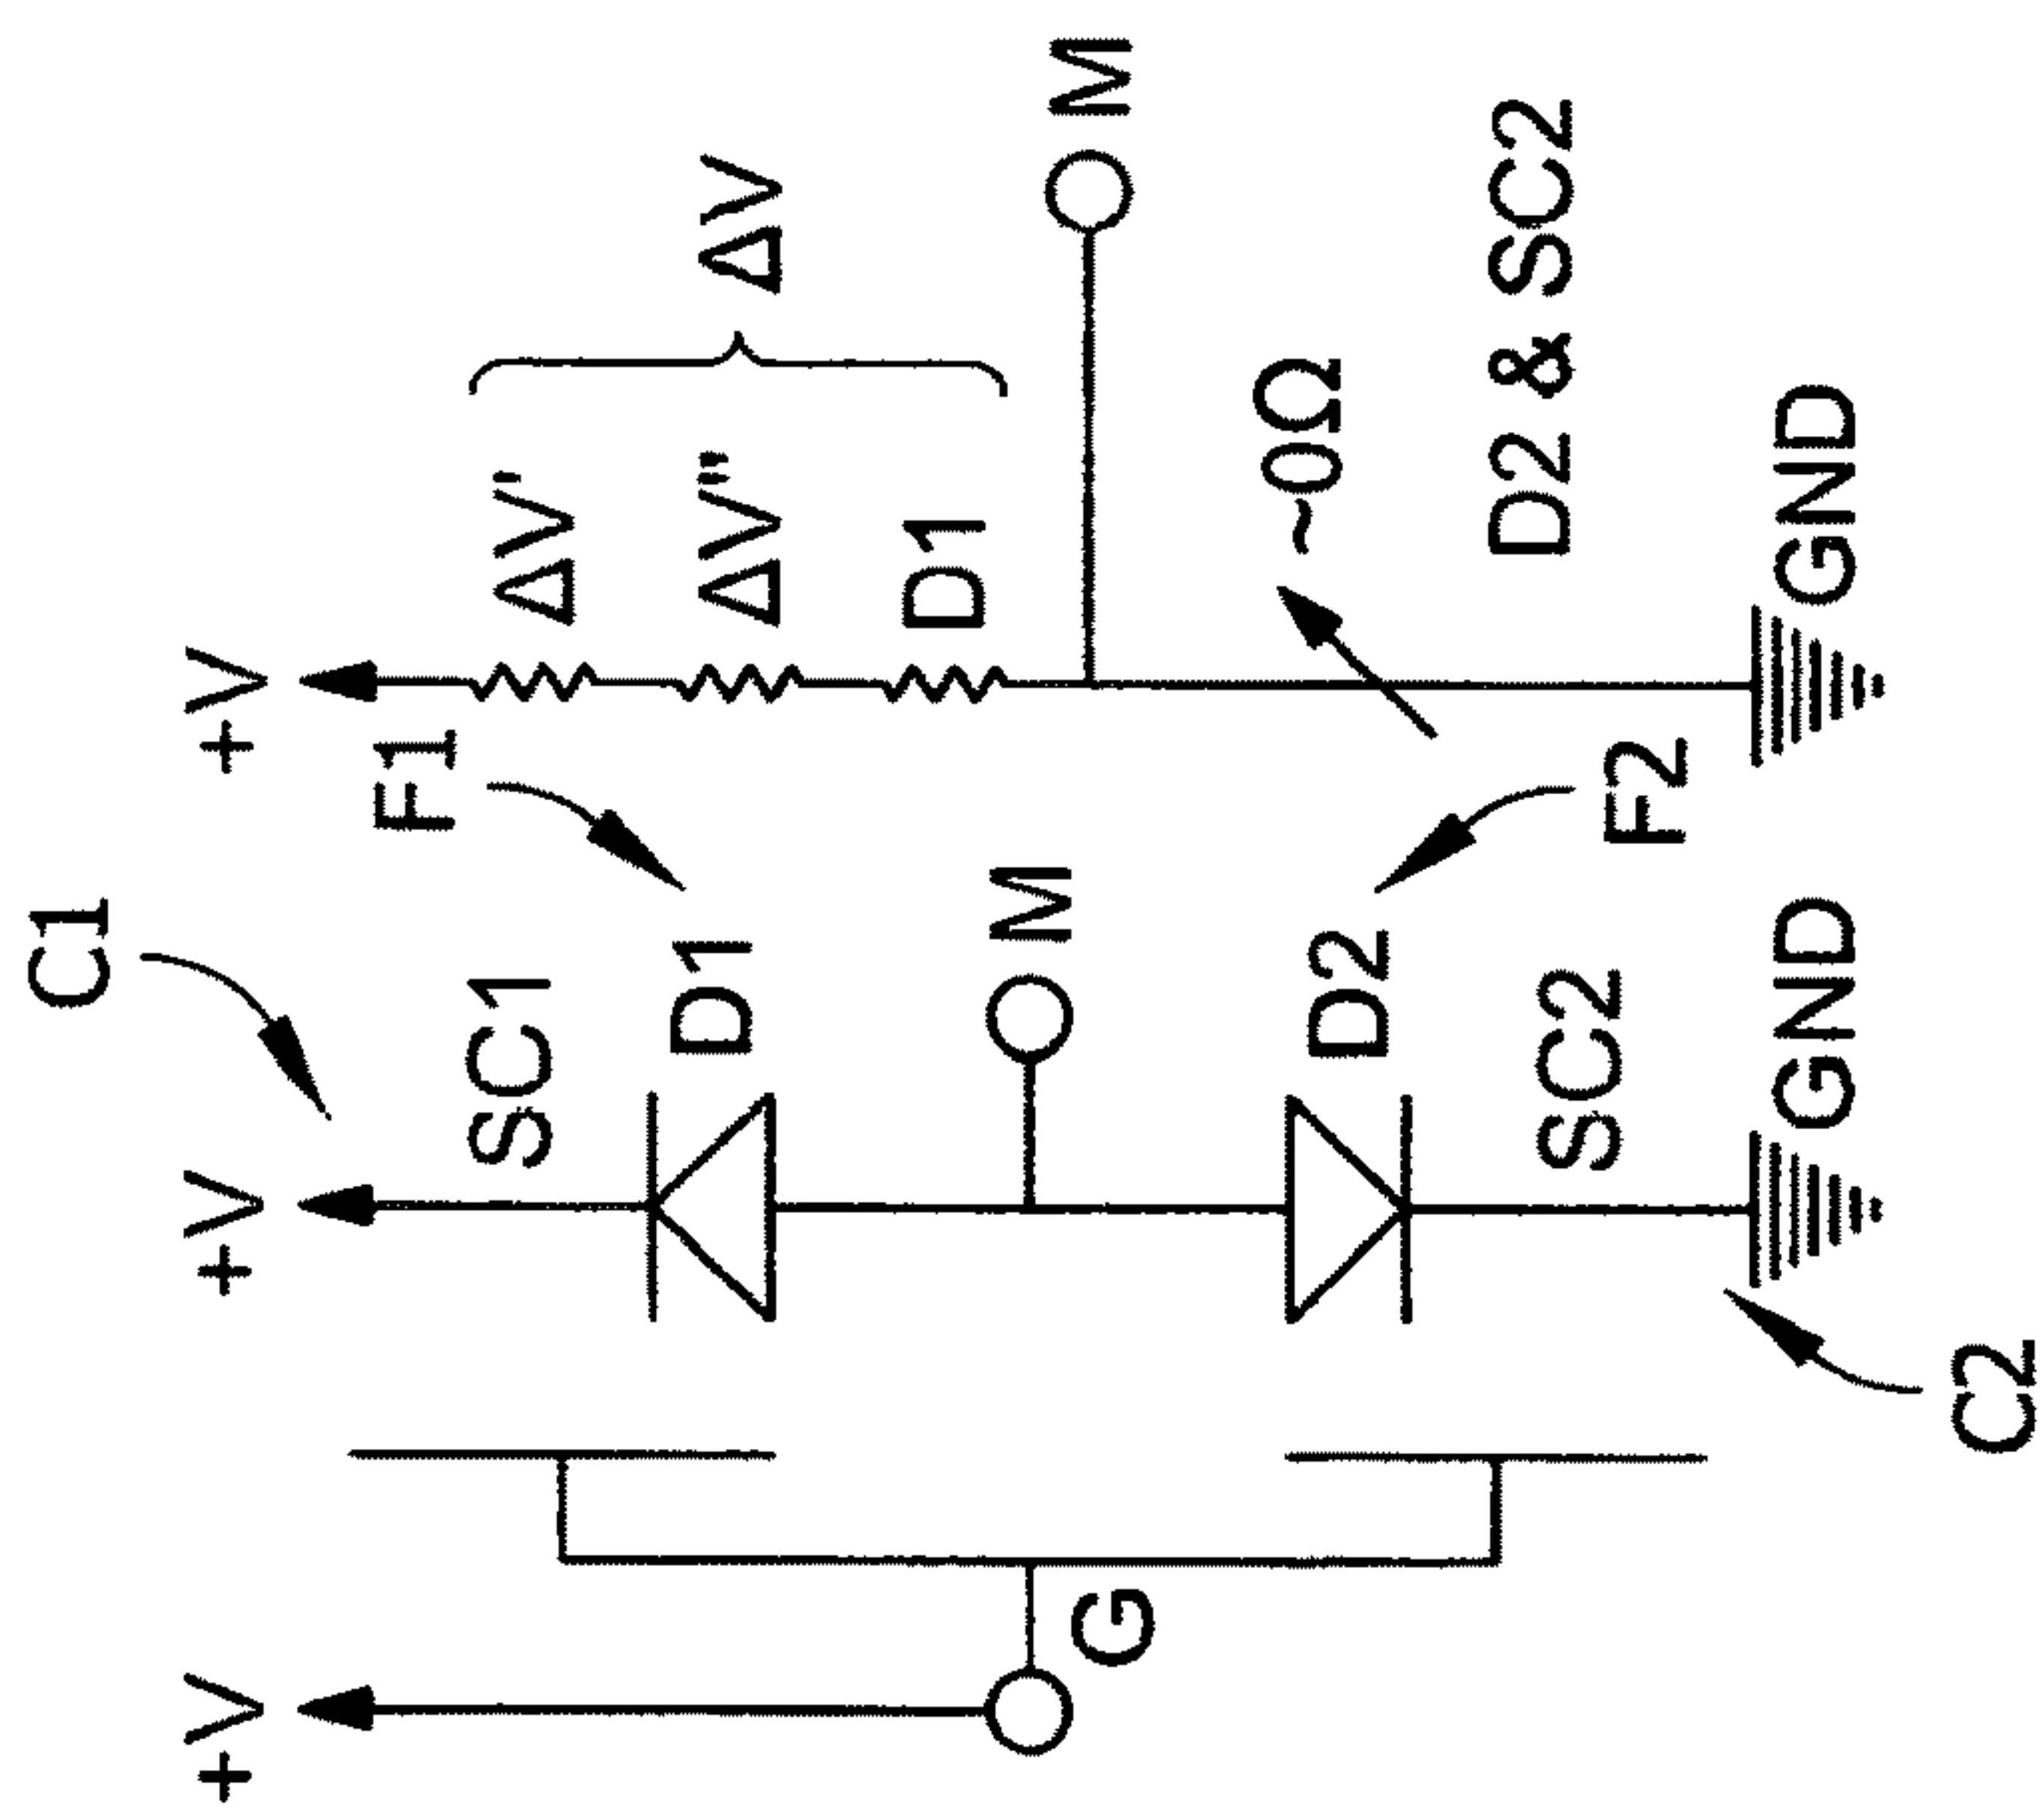 C1
+V
+V
+V
F1
SC1
ΔV'
D1
ΔV"
ΔV
D1
M
M
G
~0Ω
D2
D2 & SC2
SC2
F2
GND
GND
C2